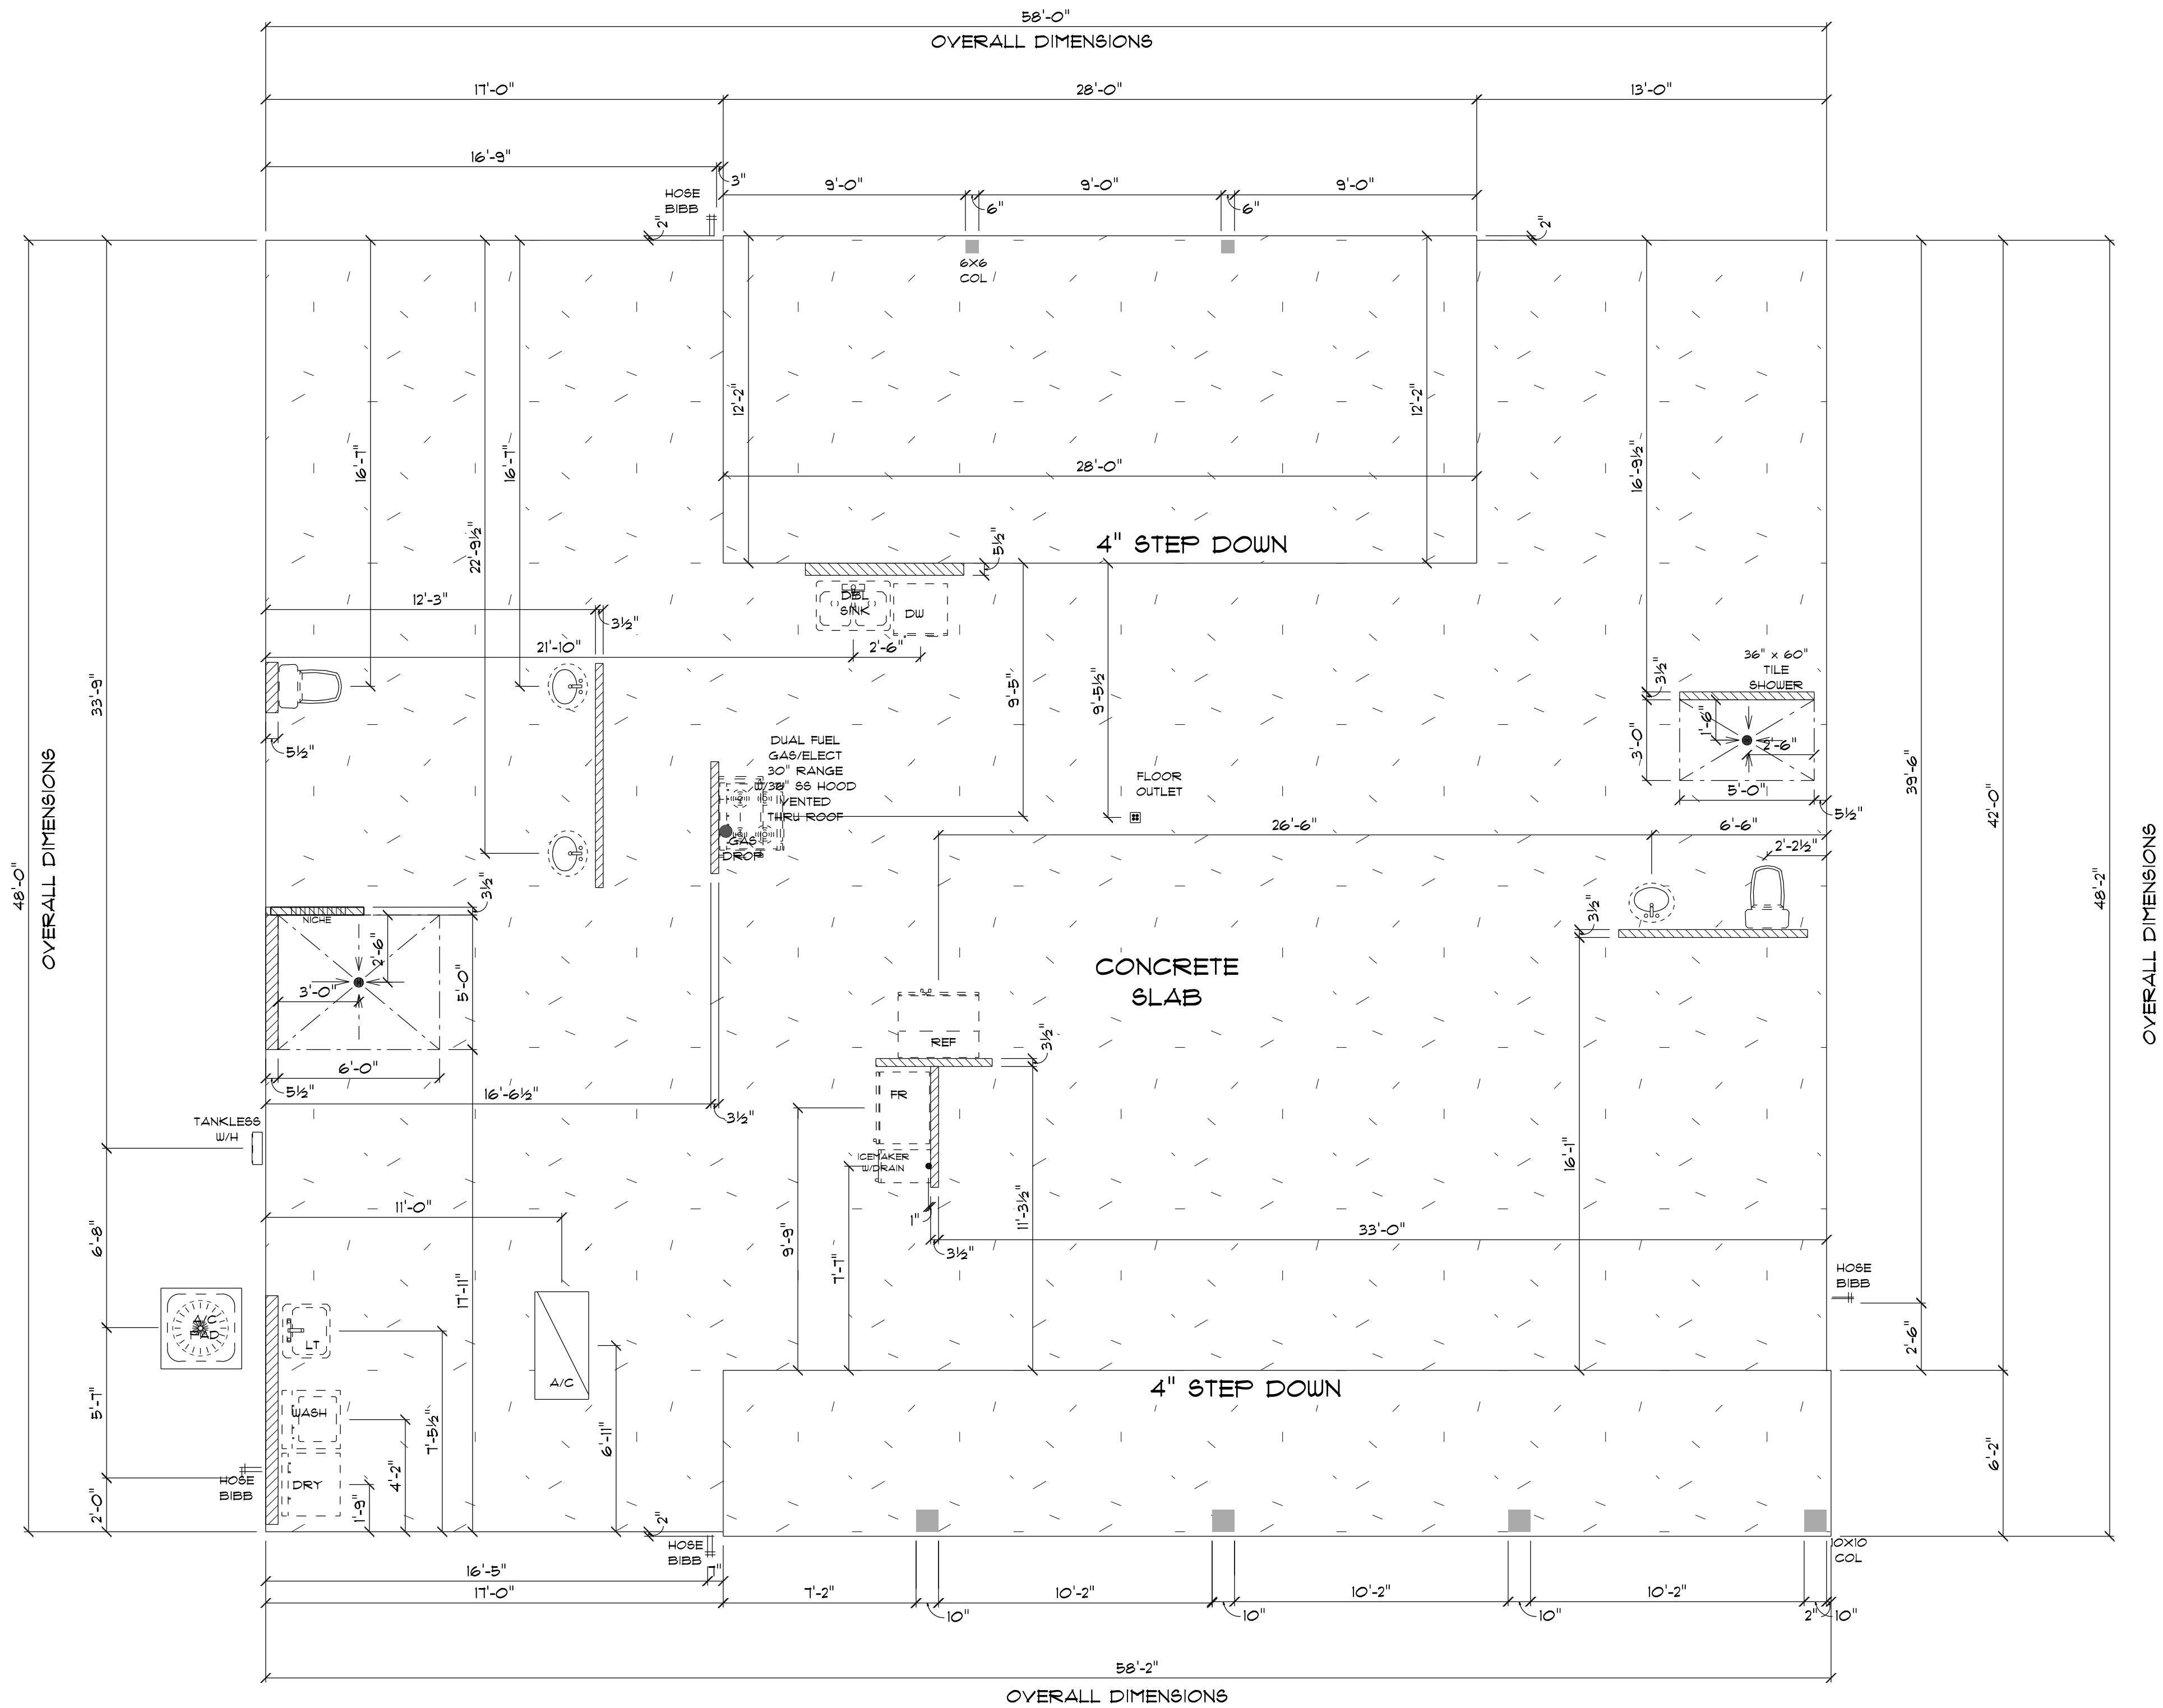 58'-0"
OVERALL DIMENSIONS
17'-0"
28'-0"
13'-0"
16'-9"
3"
9'-0"
9'-0"
9'-0"
6"
6"
HOSE
BIBB
2"
2"
6X6
COL
12'-2"
12'-2"
16'-7"
16'-7"
22'-9½"
16'-9½"
28'-0"
4" STEP DOWN
5½"
12'-3"
3½"
DBL
SINK
DW
21'-10"
2'-6"
33'-9"
9'-5"
9'-5½"
36" x 60"
TILE
SHOWER
3½"
3'-0"
1'-6"
2'-6"
5'-0"
5½"
5½"
DUAL FUEL
GAS/ELECT
30" RANGE
W/36" SS HOOD
VENTED
THRU ROOF
GAS
DROP
FLOOR
OUTLET
26'-6"
6'-6"
2'-2½"
39'-6"
42'-0"
48'-0"
OVERALL DIMENSIONS
48'-2"
OVERALL DIMENSIONS
3½"
NICHE
2'-6"
3'-0"
5'-0"
6'-0"
5½"
16'-6½"
3½"
3½"
CONCRETE
SLAB
REF
3½"
FR
ICEMAKER
W/DRAIN
TANKLESS
W/H
16'-1"
11'-0"
1"
3½"
33'-0"
6'-8"
9'-9"
7'-7"
11'-3½"
17'-11"
HOSE
BIBB
2'-6"
A/C
PAD
LT
A/C
4" STEP DOWN
WASH
DRY
5'-7"
7'-5½"
4'-2"
1'-9"
6'-11"
6'-2"
HOSE
BIBB
2'-0"
2"
HOSE
BIBB
10X10
COL
16'-5"
7"
17'-0"
7'-2"
10'-2"
10'-2"
10'-2"
10"
10"
10"
2"
10"
58'-2"
OVERALL DIMENSIONS